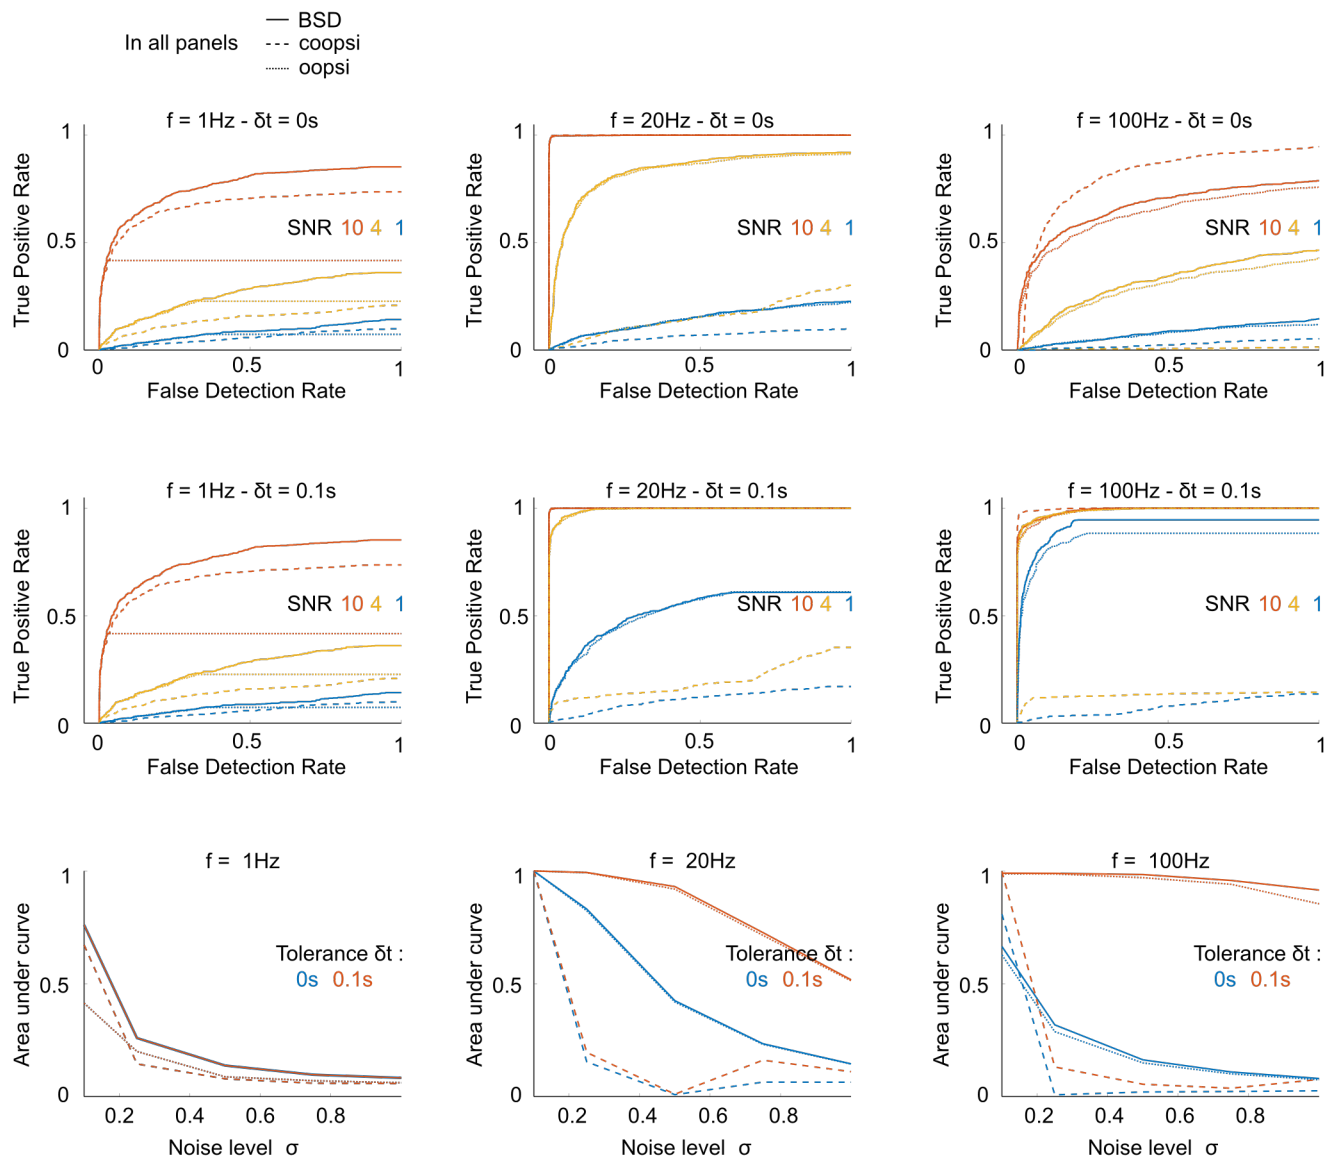 In all panels
BSD
coopsi
oopsi
f = 1Hz - δt = 0s
1
0.5
0
True Positive Rate
SNR 10 4 1
0 0.5 1
False Detection Rate
f = 20Hz - δt = 0s
1
0.5
0
True Positive Rate
SNR 10 4 1
0 0.5 1
False Detection Rate
f = 100Hz - δt = 0s
1
0.5
0
True Positive Rate
SNR 10 4 1
0 0.5 1
False Detection Rate
f = 1Hz - δt = 0.1s
1
0.5
0
True Positive Rate
SNR 10 4 1
0 0.5 1
False Detection Rate
f = 20Hz - δt = 0.1s
1
0.5
0
True Positive Rate
SNR 10 4 1
0 0.5 1
False Detection Rate
f = 100Hz - δt = 0.1s
1
0.5
0
True Positive Rate
SNR 10 4 1
0 0.5 1
False Detection Rate
f = 1Hz
1
0.5
0
Area under curve
Tolerance δt :
0s 0.1s
0.2 0.4 0.6 0.8
Noise level σ
f = 20Hz
1
0.5
0
Area under curve
Tolerance δt :
0s 0.1s
0.2 0.4 0.6 0.8
Noise level σ
f = 100Hz
1
0.5
0
Area under curve
Tolerance δt :
0s 0.1s
0.2 0.4 0.6 0.8
Noise level σ